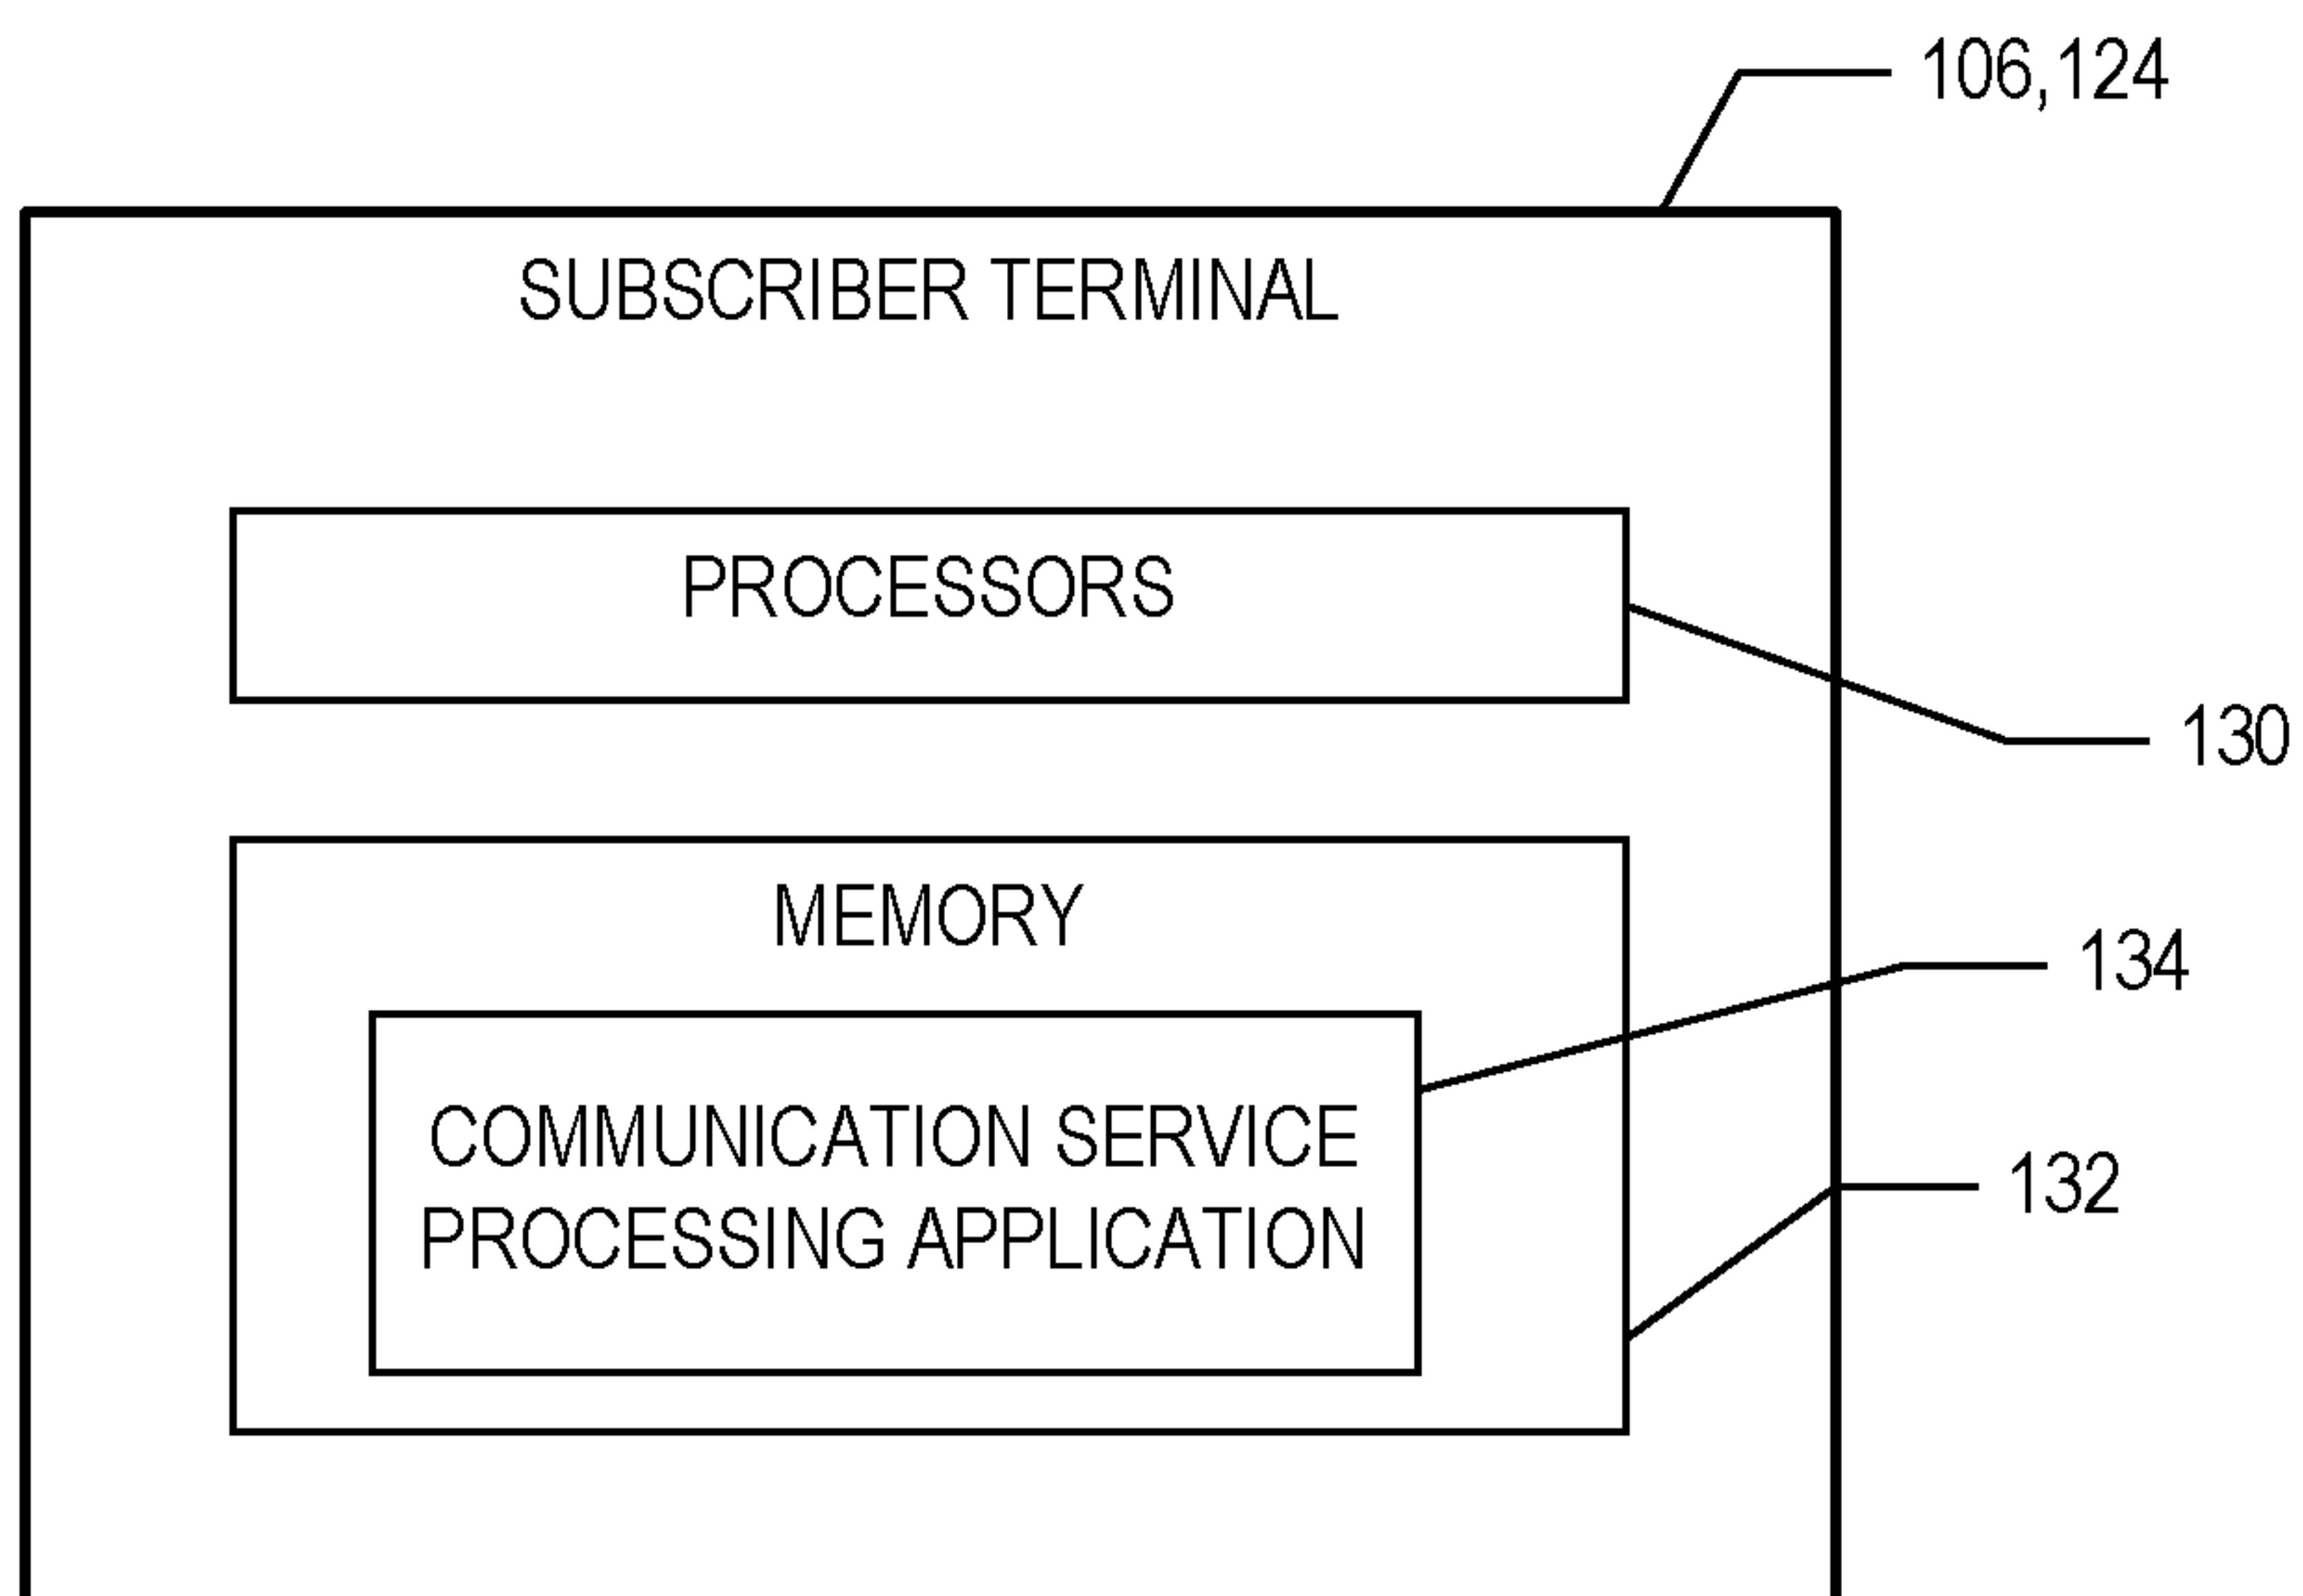 106,124
SUBSCRIBER TERMINAL
PROCESSORS
130
MEMORY
134
COMMUNICATION SERVICE
PROCESSING APPLICATION
132